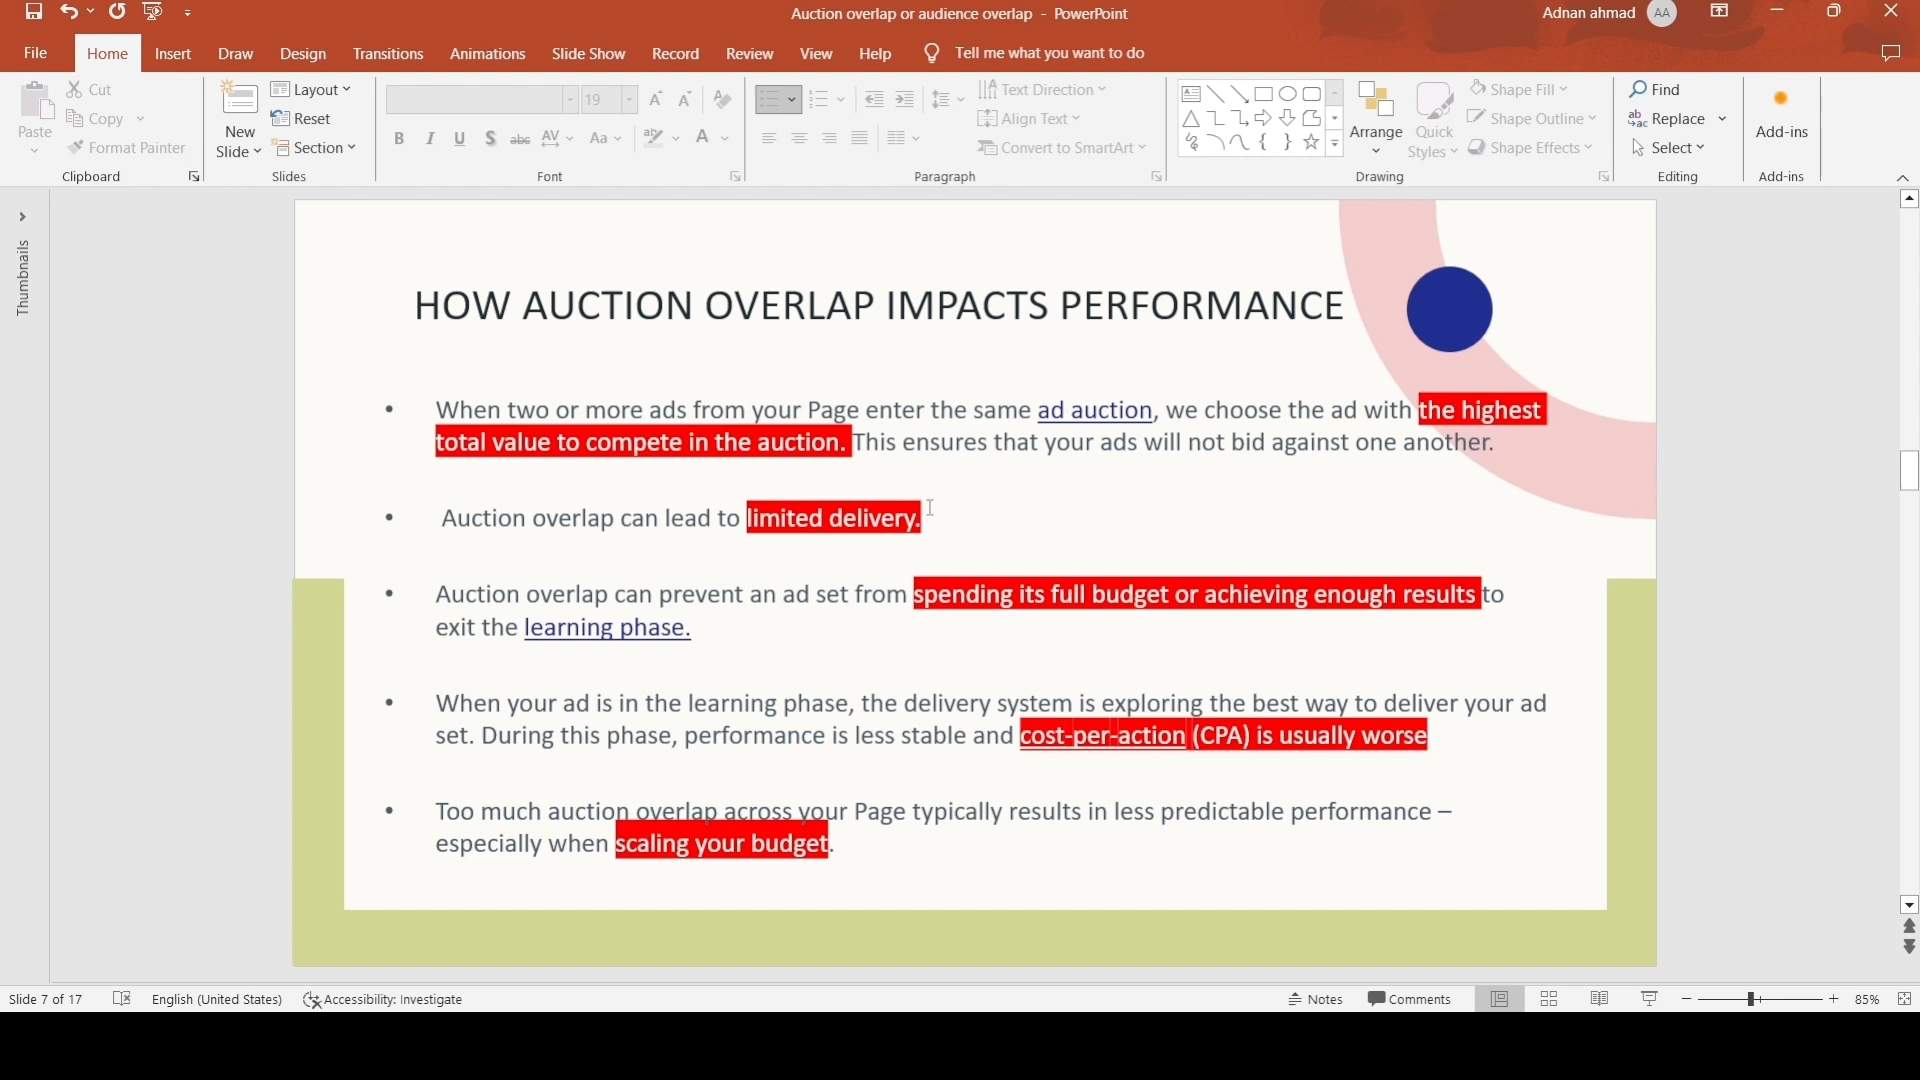 Auction overlap or audience overlap - PowerPoint
Adnan ahmad AA
File Home Insert Draw Design Transitions Animations Slide Show Record Review View Help Tell me what you want to do
Paste
Cut
Copy
Format Painter
Clipboard
New
Slide
Layout
Reset
Section
Slides
19
B I U S abc AV Aa A
Font
Text Direction
Align Text
Convert to SmartArt
Paragraph
Arrange
Quick
Styles
Shape Fill
Shape Outline
Shape Effects
Drawing
Find
Replace
Select
Editing
Add-ins
Add-ins
Thumbnails
HOW AUCTION OVERLAP IMPACTS PERFORMANCE
• When two or more ads from your Page enter the same ad auction, we choose the ad with the highest
total value to compete in the auction. This ensures that your ads will not bid against one another.
• Auction overlap can lead to limited delivery.
• Auction overlap can prevent an ad set from spending its full budget or achieving enough results to
exit the learning phase.
• When your ad is in the learning phase, the delivery system is exploring the best way to deliver your ad
set. During this phase, performance is less stable and cost-per-action (CPA) is usually worse
• Too much auction overlap across your Page typically results in less predictable performance –
especially when scaling your budget.
Slide 7 of 17 English (United States) Accessibility: Investigate Notes Comments 85%